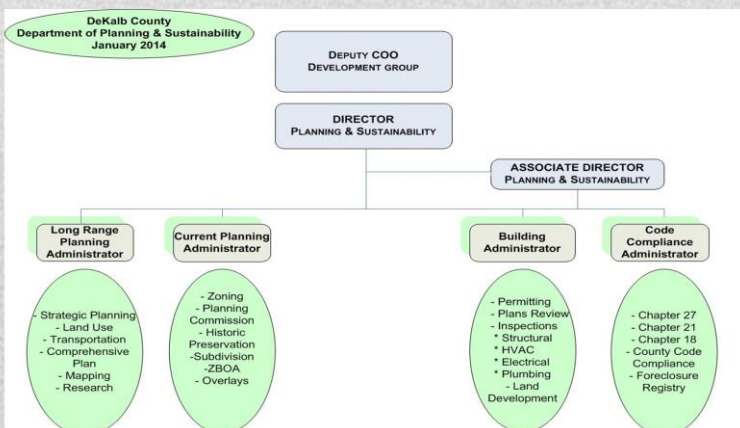 DeKalb County
Department of Planning & Sustainability
January 2014
DEPUTY COO
DEVELOPMENT GROUP
DIRECTOR
PLANNING & SUSTAINABILITY
ASSOCIATE DIRECTOR
PLANNING & SUSTAINABILITY
Long Range
Planning
Administrator
Current Planning
Administrator
Building
Administrator
Code
Compliance
Administrator
- Strategic Planning
- Land Use
- Transportation
- Comprehensive
Plan
- Mapping
- Research
- Zoning
- Planning
Commission
- Historic
Preservation
-Subdivision
-ZBOA
- Overlays
- Permitting
- Plans Review
- Inspections
* Structural
* HVAC
* Electrical
* Plumbing
- Land
Development
- Chapter 27
- Chapter 21
- Chapter 18
- County Code
Compliance
- Foreclosure
Registry